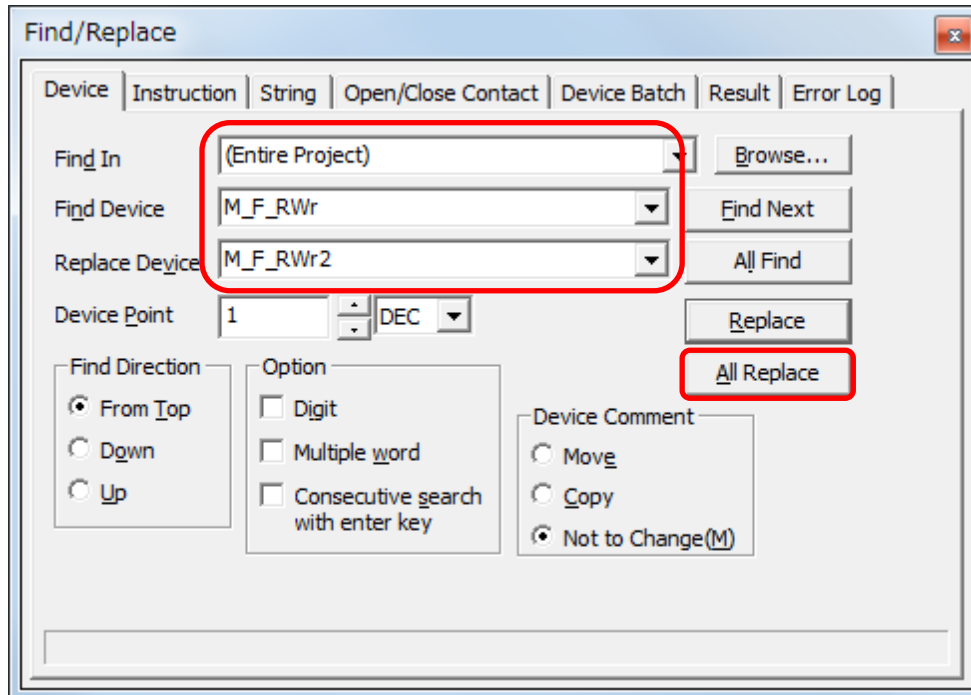 Find/Replace
Device Instruction String Open/Close Contact Device Batch Result Error Log
Find In (Entire Project) Browse...
Find Device M_F_RWr Find Next
Replace Device M_F_RWr2 All Find
Device Point 1 DEC Replace
All Replace
Find Direction
From Top
Down
Up
Option
Digit
Multiple word
Consecutive search
with enter key
Device Comment
Move
Copy
Not to Change(M)